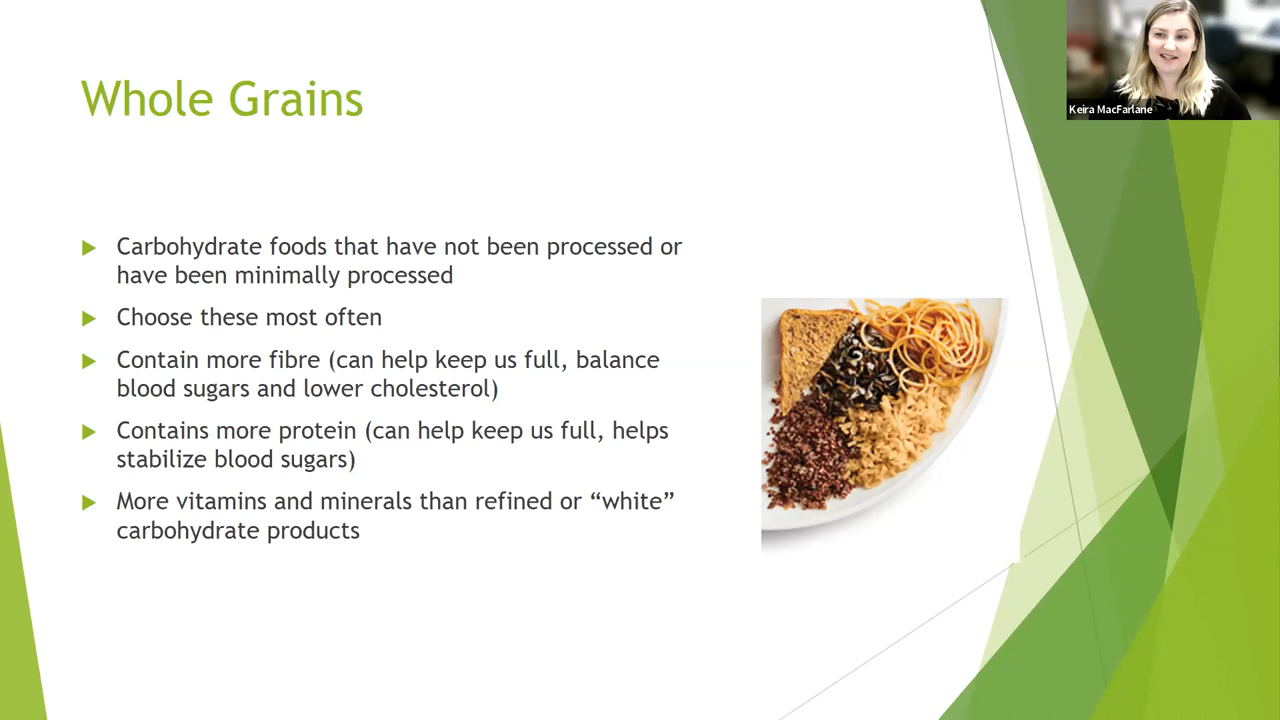 Whole Grains
Keira MacFarlane
Carbohydrate foods that have not been processed or
have been minimally processed
Choose these most often
Contain more fibre (can help keep us full, balance
blood sugars and lower cholesterol)
Contains more protein (can help keep us full, helps
stabilize blood sugars)
More vitamins and minerals than refined or “white”
carbohydrate products